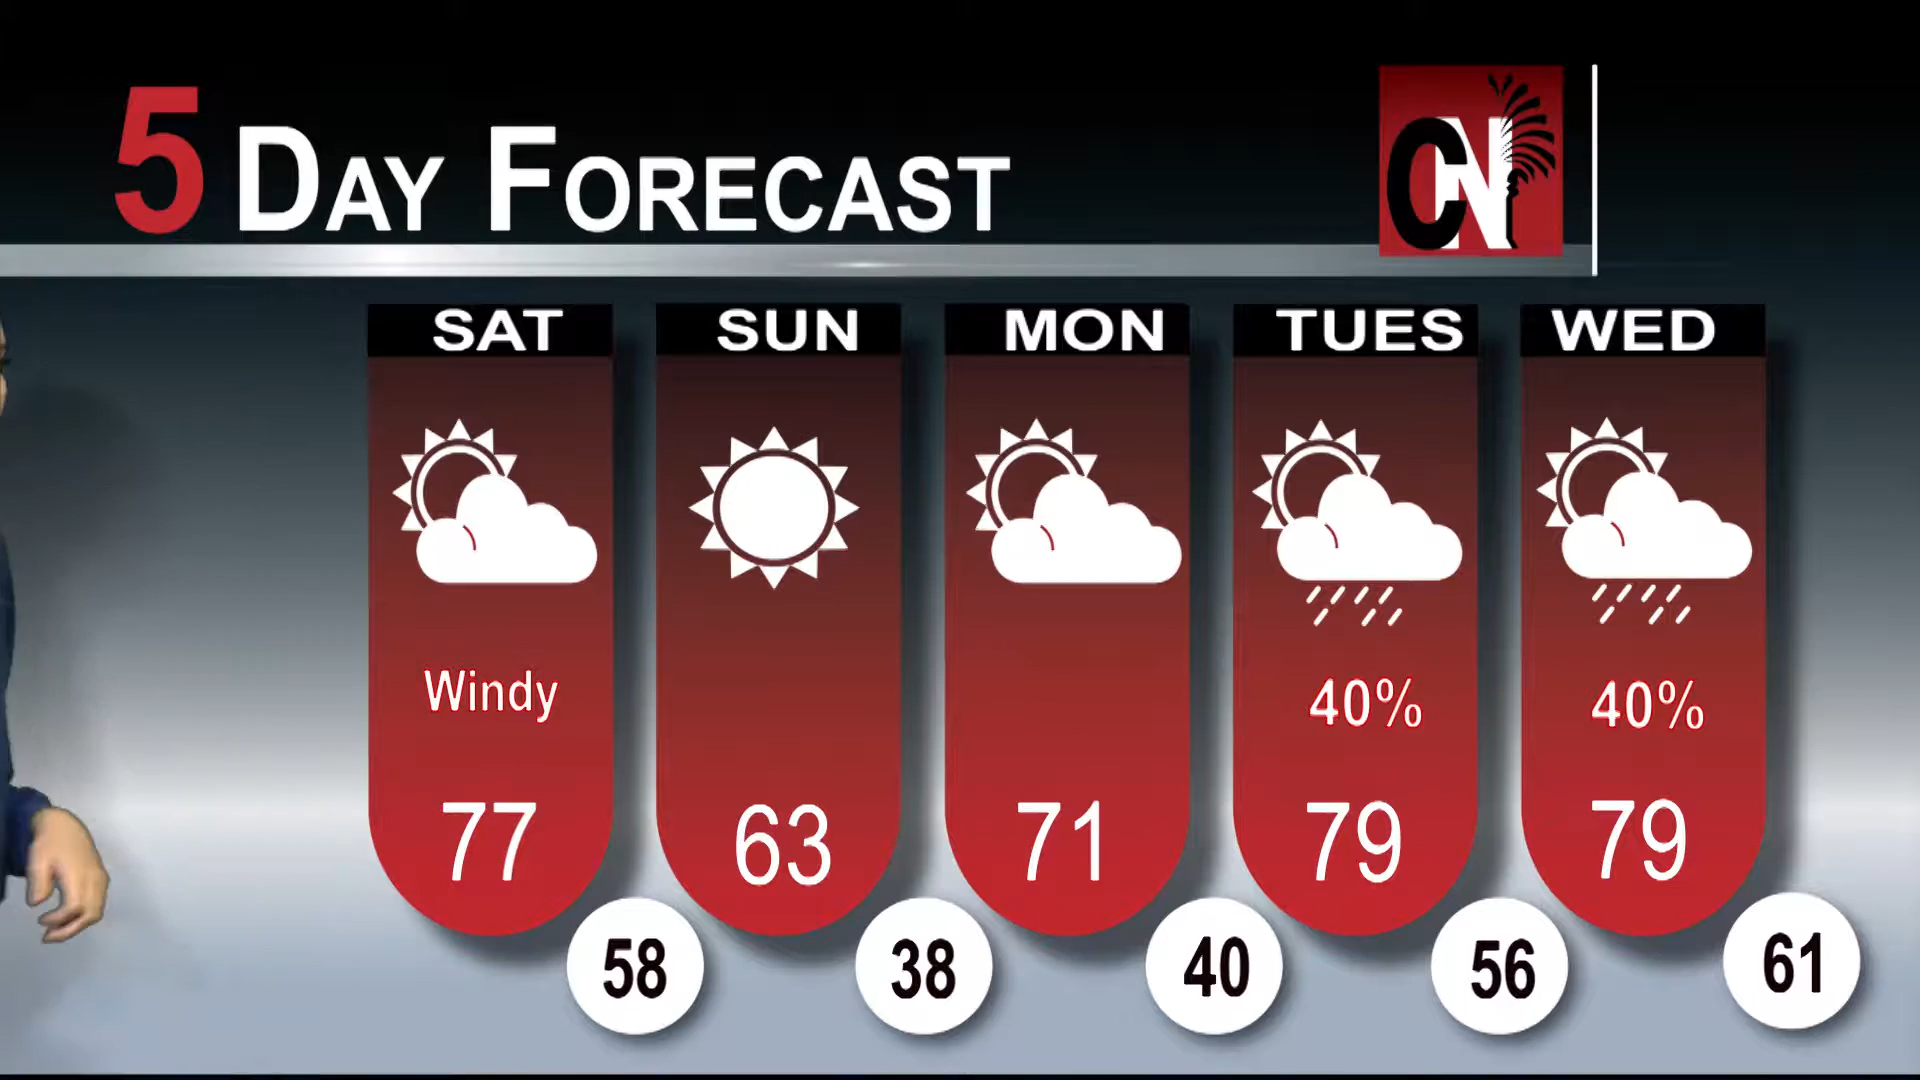 5 DAY FORECAST
CN
SAT SUN MON TUES WED
Windy 40% 40%
77 63 71 79 79
58 38 40 56 61